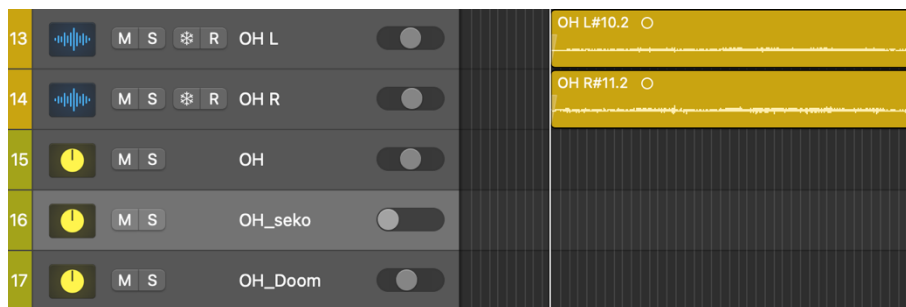 13 M S R OH L OH L#10.2
14 M S R OH R OH R#11.2
15 M S OH
16 M S OH_seko
17 M S OH_Doom